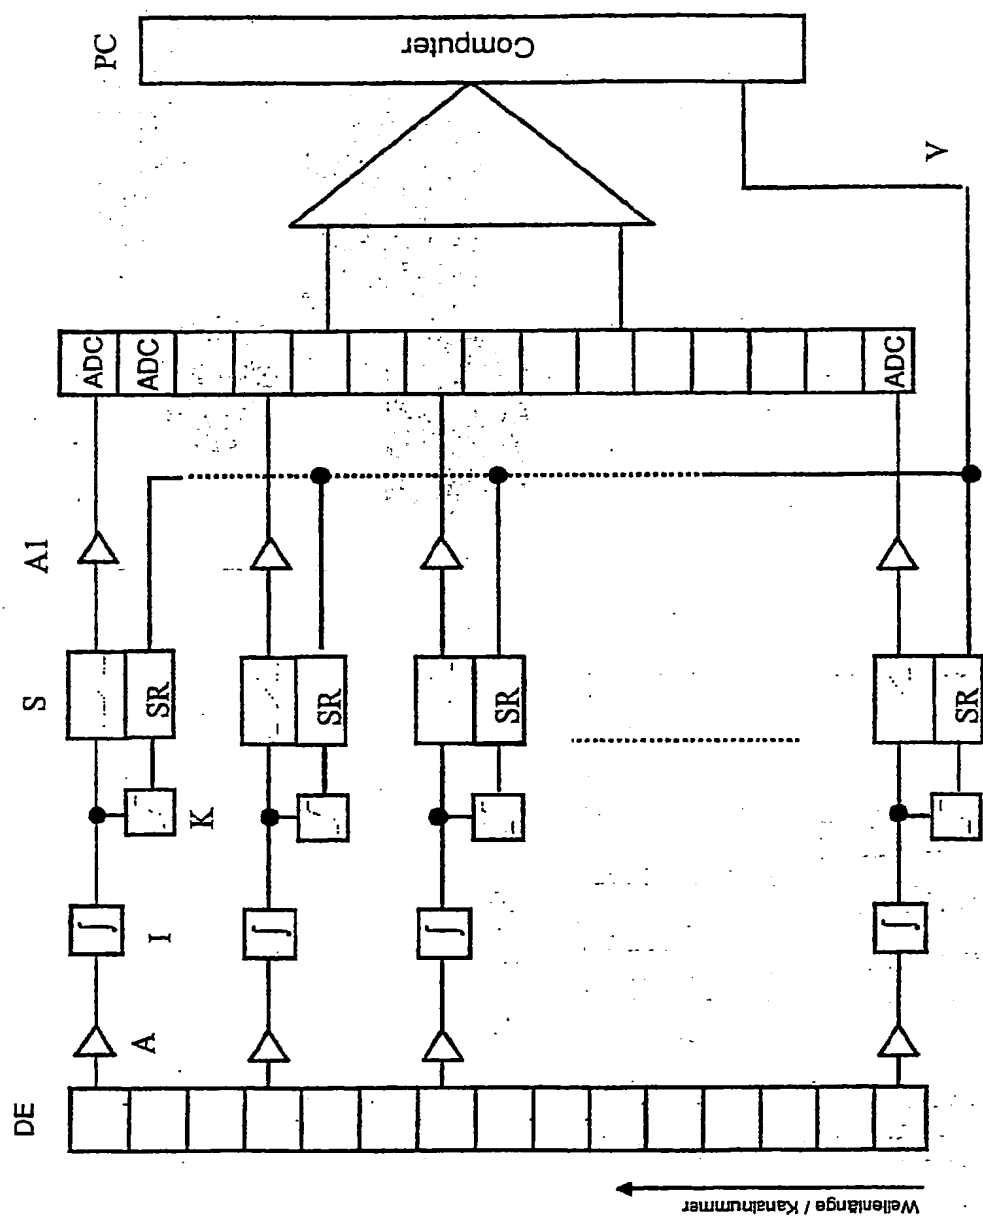 DE
A
I
K
S
A1
PC
V
∫
∫
∫
∫
SR
SR
SR
SR
ADC
ADC
ADC
Computer
Wellenlänge / Kanalnummer